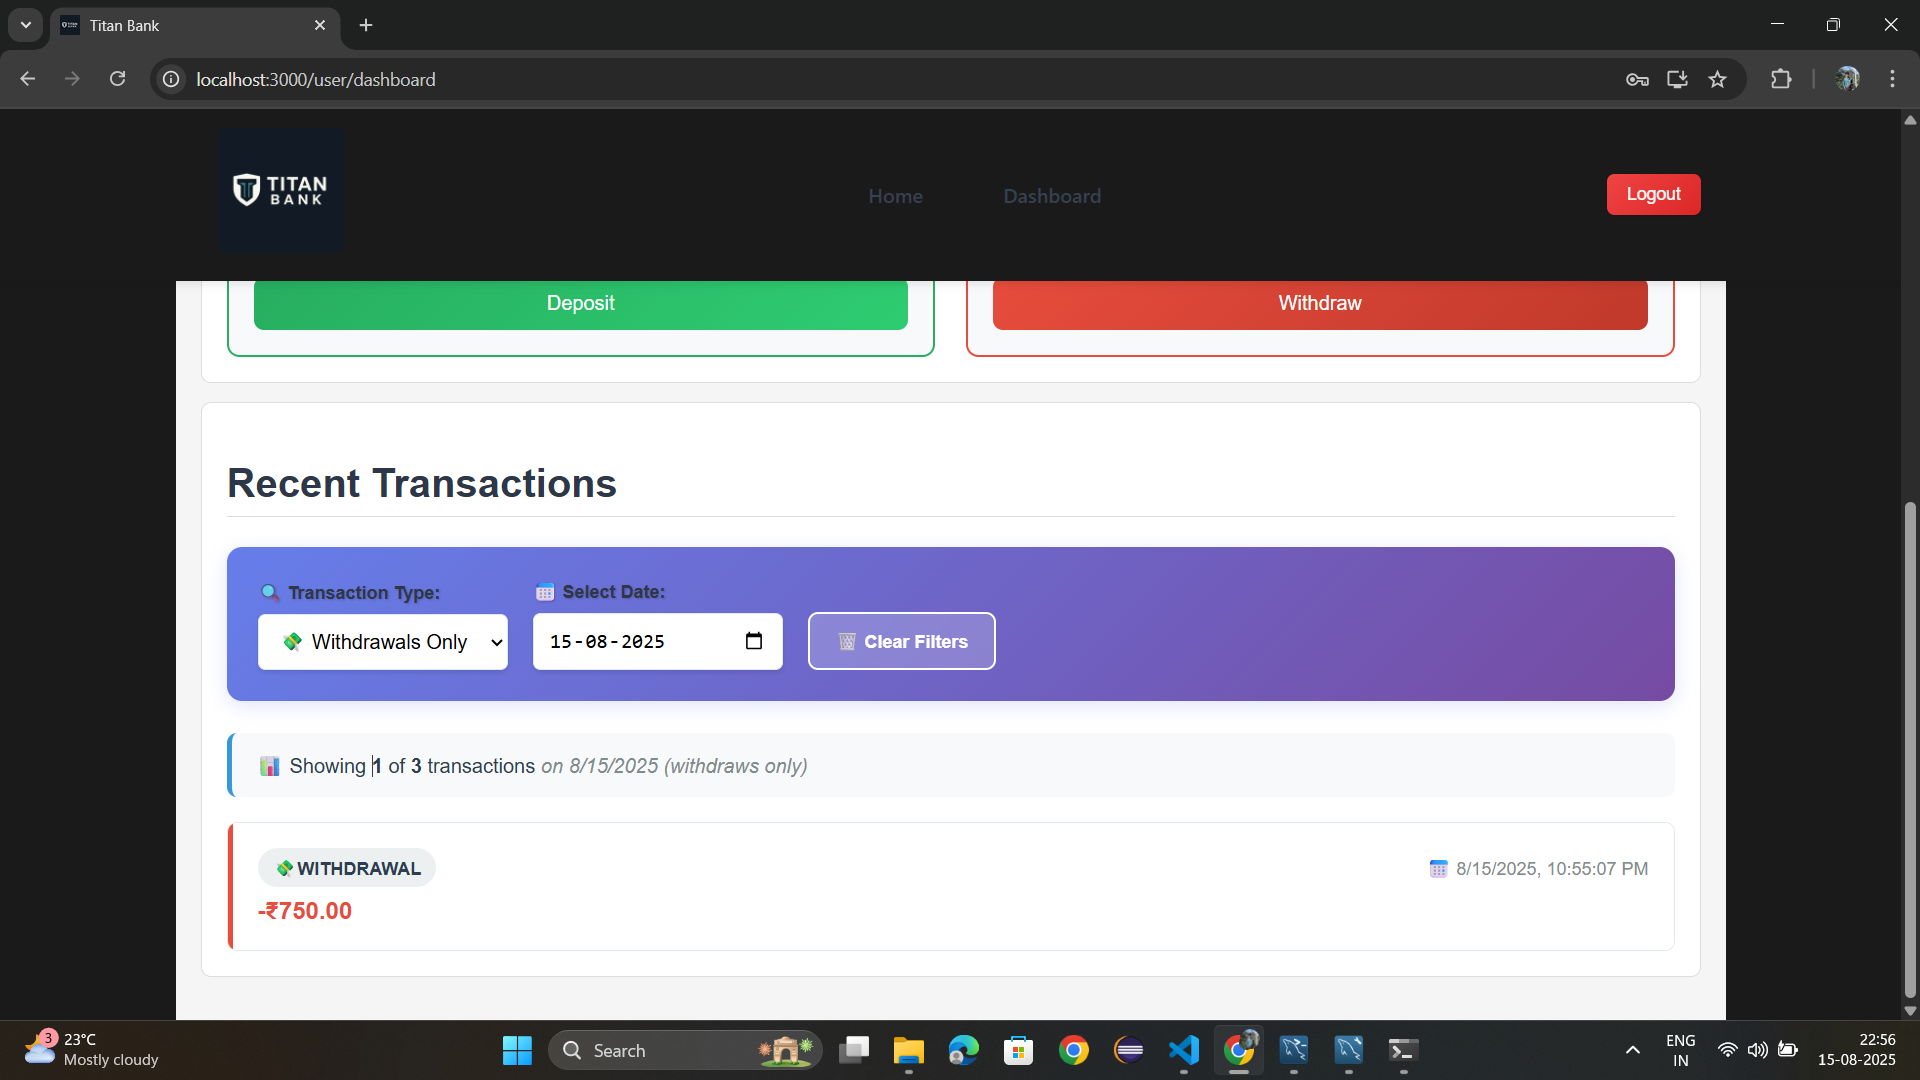 Titan Bank
localhost:3000/user/dashboard
TITAN
BANK
Home
Dashboard
Logout
Deposit
Withdraw
Recent Transactions
Transaction Type:
Select Date:
Withdrawals Only
15-08-2025
Clear Filters
Showing 1 of 3 transactions on 8/15/2025 (withdraws only)
WITHDRAWAL
8/15/2025, 10:55:07 PM
-₹750.00
3
23°C
Mostly cloudy
Search
ENG
IN
22:56
15-08-2025